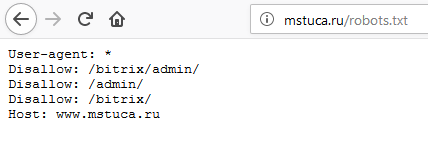 mstuca.ru/robots.txt
User-agent: *
Disallow: /bitrix/admin/
Disallow: /admin/
Disallow: /bitrix/
Host: www.mstuca.ru